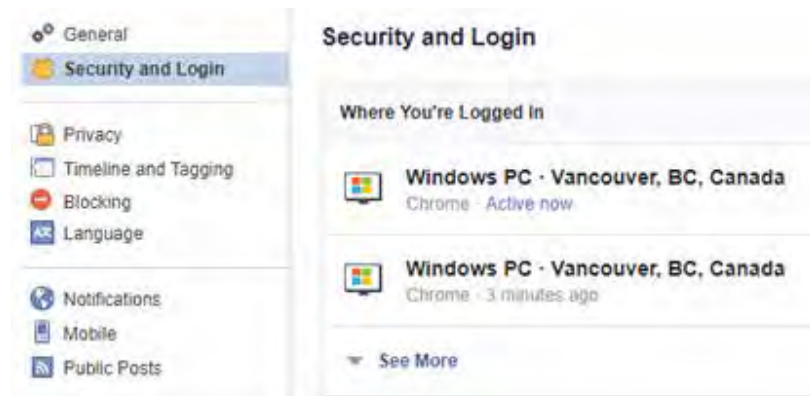 General
Security and Login
Privacy
Timeline and Tagging
Blocking
Language
Notifications
Mobile
Public Posts
Security and Login
Where You're Logged In
Windows PC · Vancouver, BC, Canada
Chrome · Active now
Windows PC · Vancouver, BC, Canada
Chrome · 3 minutes ago
See More